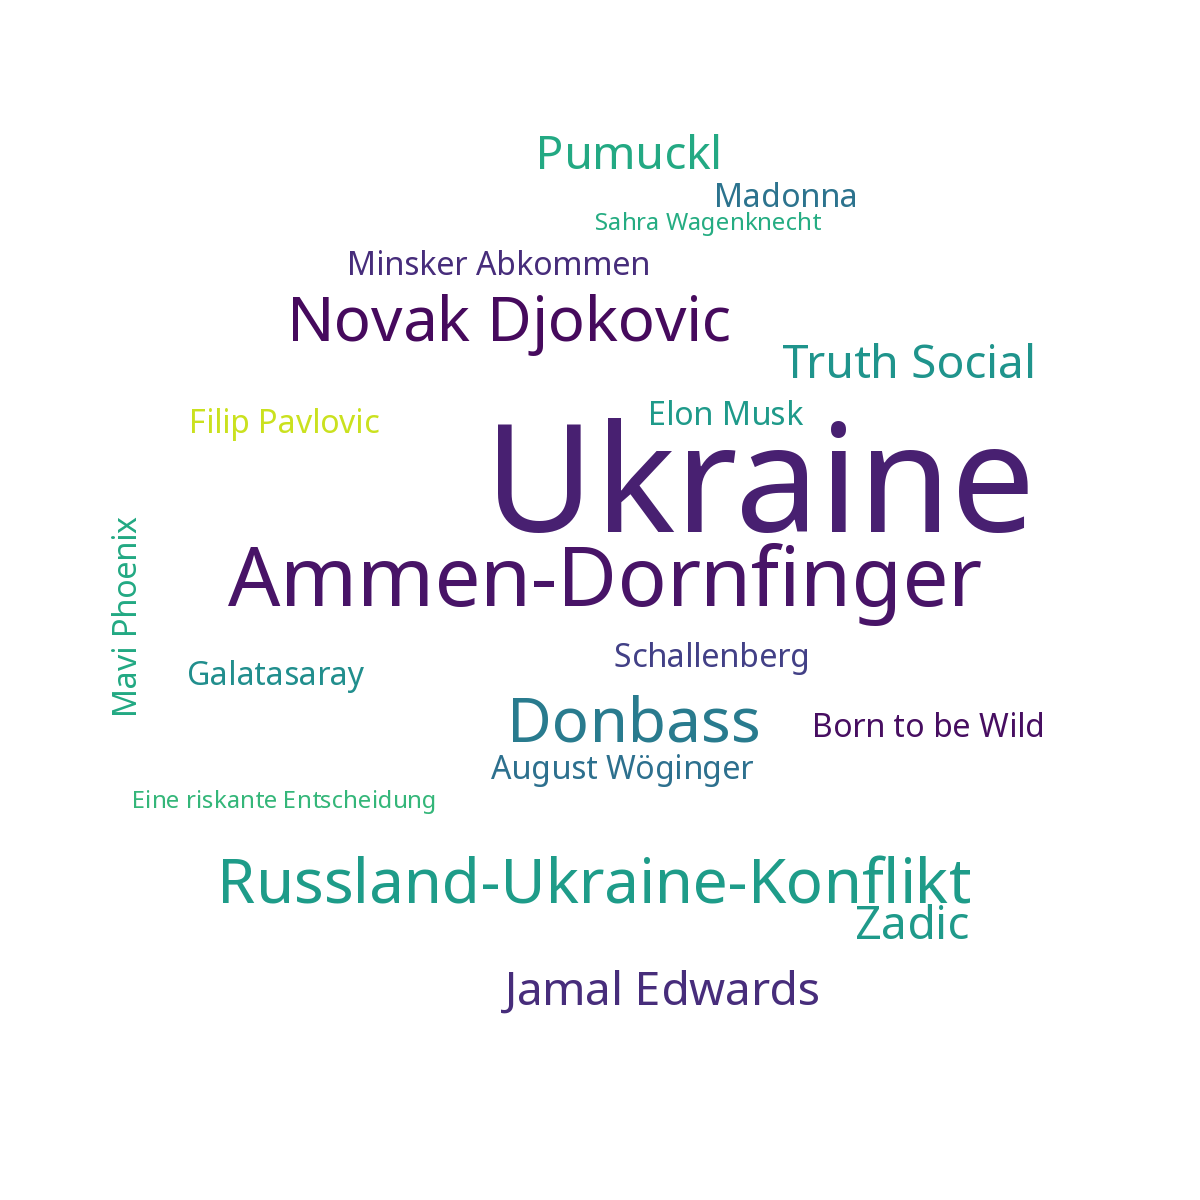 Pumuckl
Madonna
Sahra Wagenknecht
Minsker Abkommen
Novak Djokovic
Truth Social
Elon Musk
Filip Pavlovic
Ukraine
Ammen-Dornfinger
Mavi Phoenix
Schallenberg
Galatasaray
Donbass
Born to be Wild
August Wöginger
Eine riskante Entscheidung
Russland-Ukraine-Konflikt
Zadic
Jamal Edwards